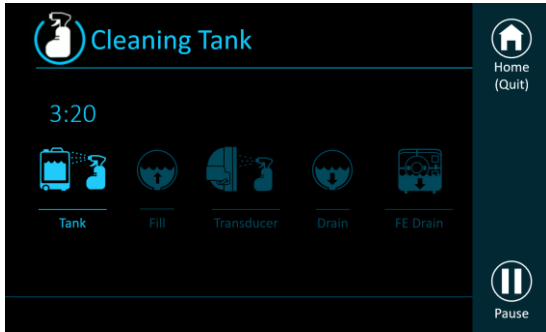 Cleaning Tank
Home
(Quit)
3:20
Tank
Fill
Transducer
Drain
FE Drain
Pause